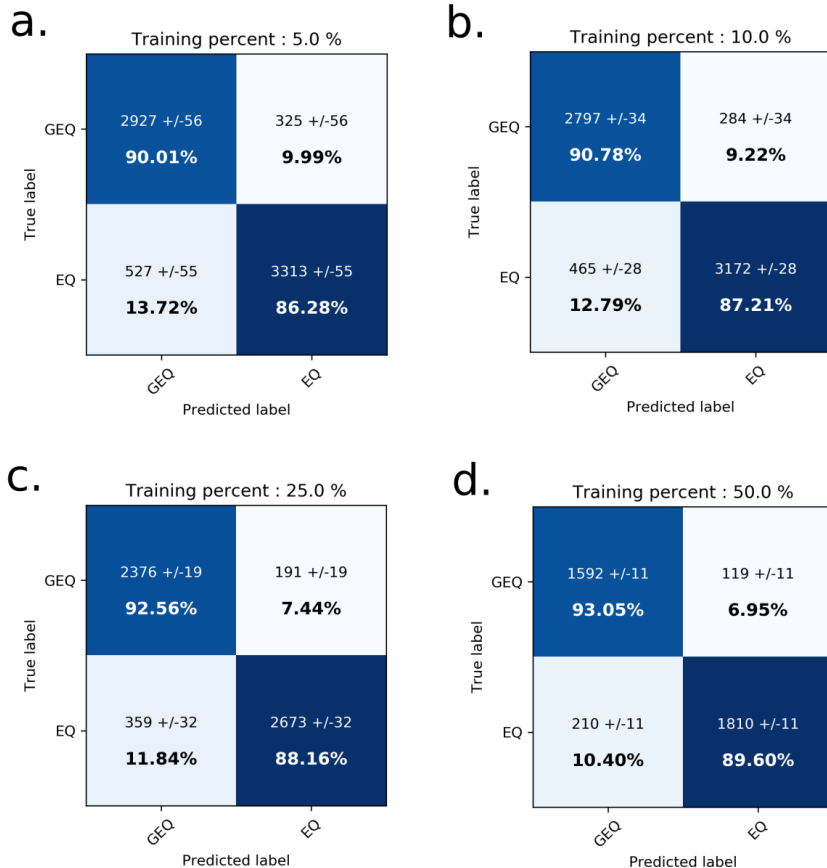 a.
Training percent : 5.0 %
True label
GEQ
2927 +/-56
325 +/-56
90.01%
9.99%
EQ
527 +/-55
3313 +/-55
13.72%
86.28%
GEQ
EQ
Predicted label
b.
Training percent : 10.0 %
True label
GEQ
2797 +/-34
284 +/-34
90.78%
9.22%
EQ
465 +/-28
3172 +/-28
12.79%
87.21%
GEQ
EQ
Predicted label
c.
Training percent : 25.0 %
True label
GEQ
2376 +/-19
191 +/-19
92.56%
7.44%
EQ
359 +/-32
2673 +/-32
11.84%
88.16%
GEQ
EQ
Predicted label
d.
Training percent : 50.0 %
True label
GEQ
1592 +/-11
119 +/-11
93.05%
6.95%
EQ
210 +/-11
1810 +/-11
10.40%
89.60%
GEQ
EQ
Predicted label